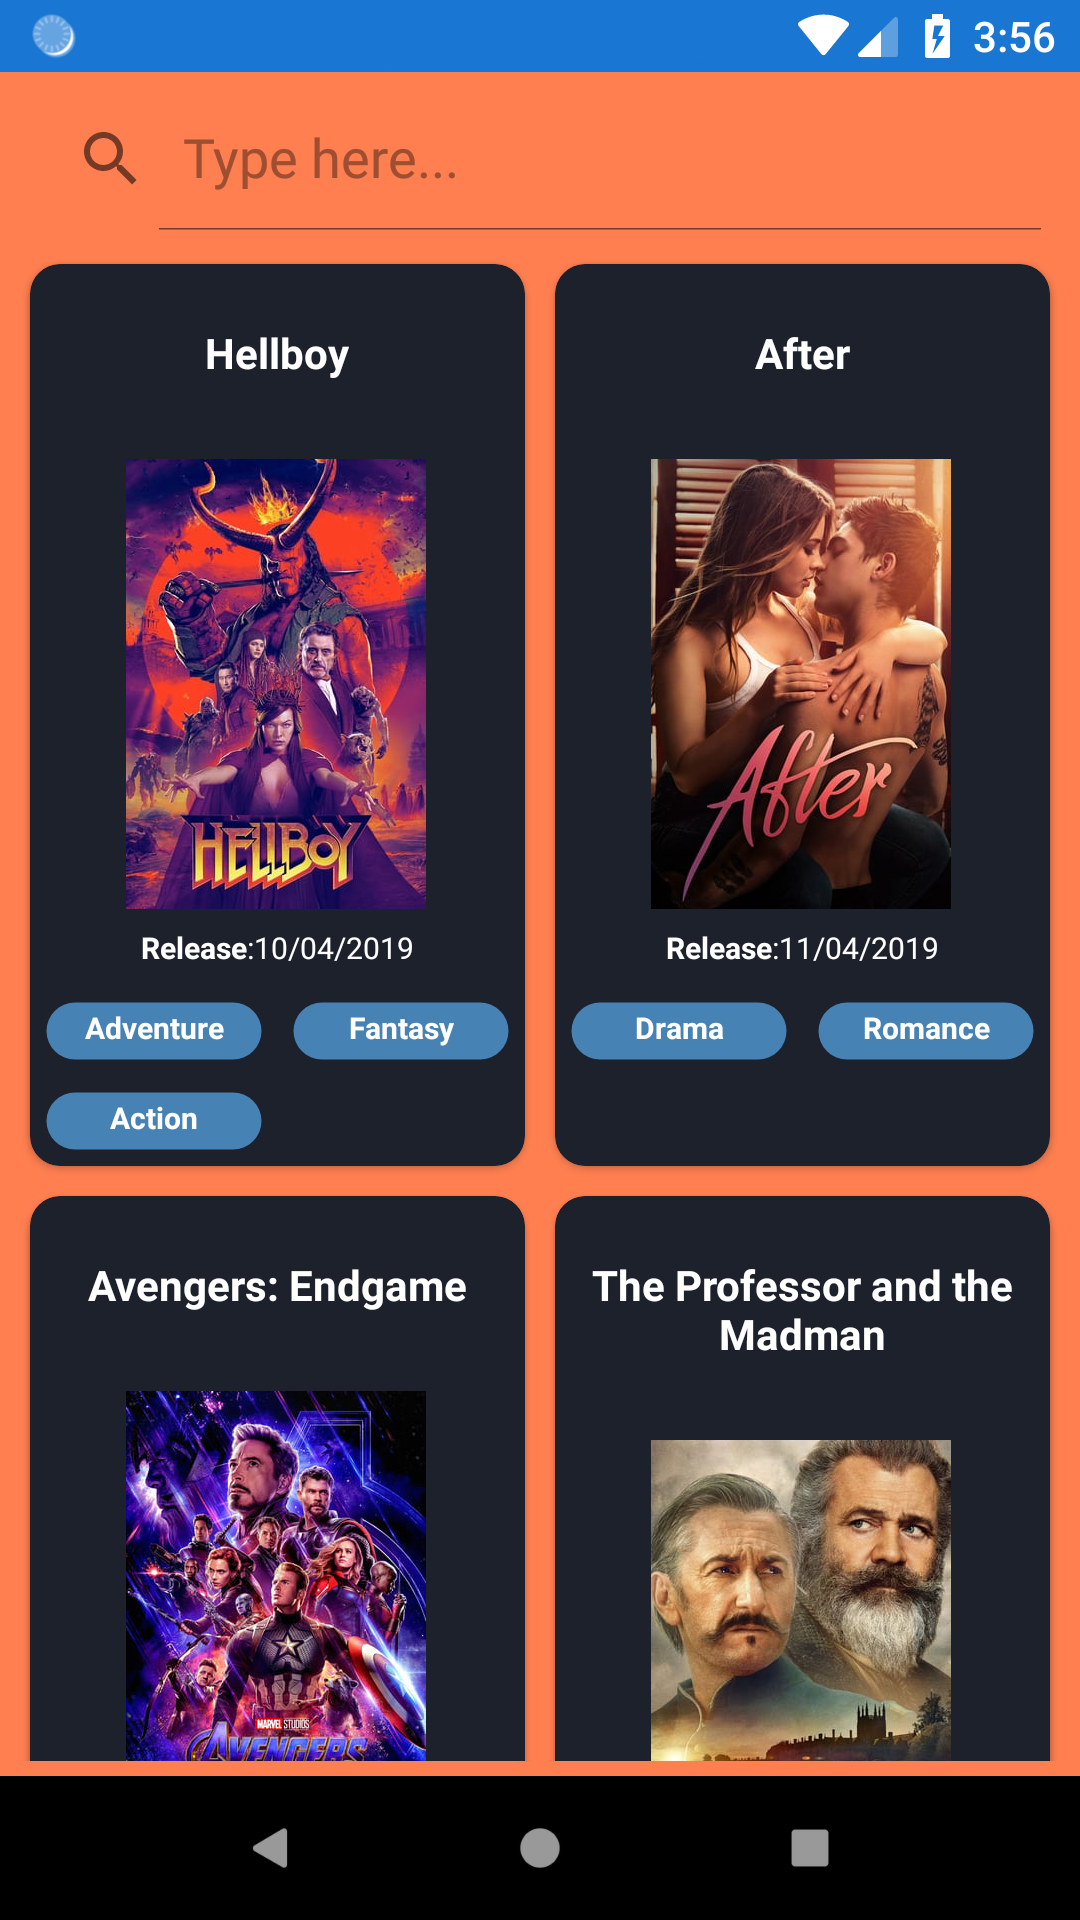 3:56
Type here...
Hellboy
After
HELLBOY
After
Release:10/04/2019
Release:11/04/2019
Adventure
Fantasy
Drama
Romance
Action
Avengers: Endgame
The Professor and the
Madman
MARVEL STUDIOS
AVENGERS